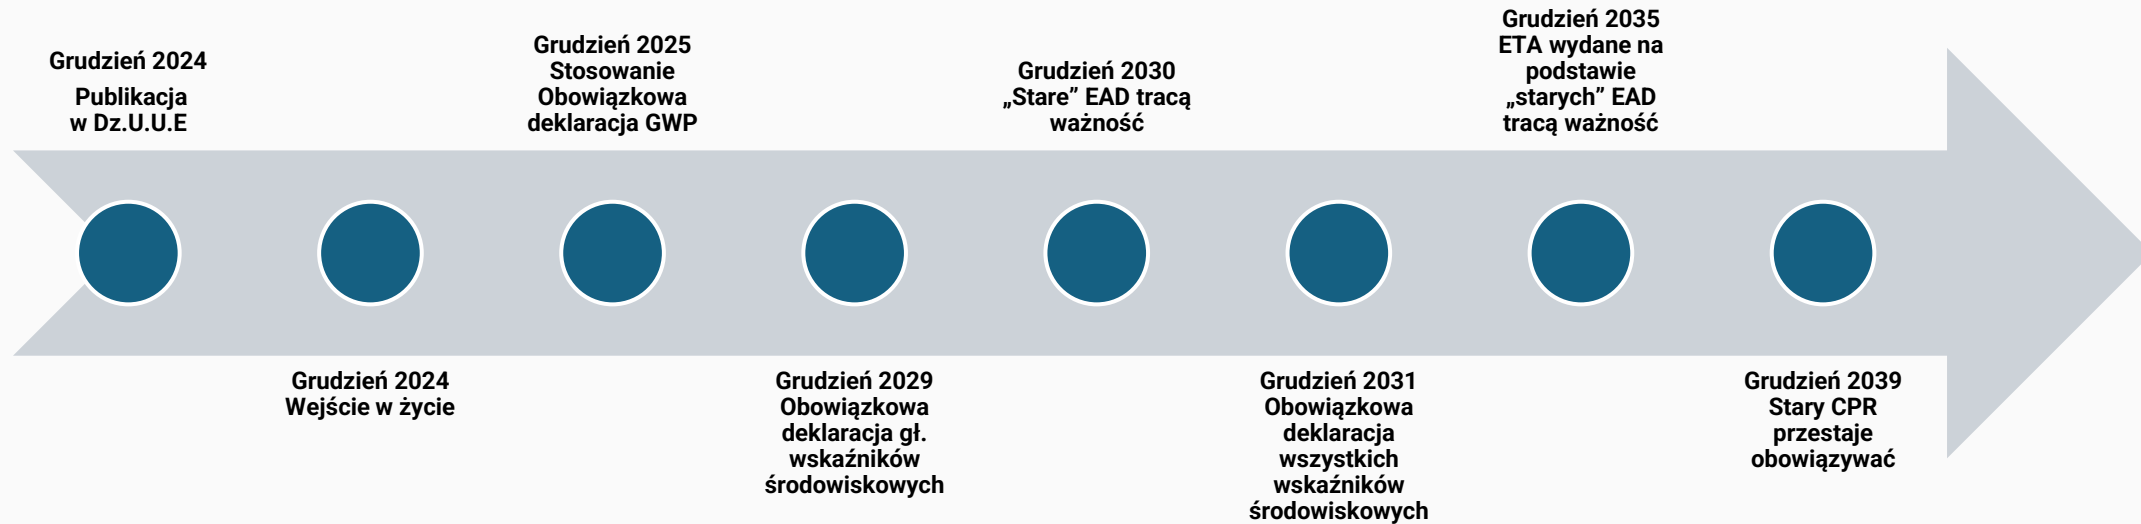 Grudzień 2024
Publikacja
w Dz.U.U.E
Grudzień 2024
Wejście w życie
Grudzień 2025
Stosowanie
Obowiązkowa
deklaracja GWP
Grudzień 2029
Obowiązkowa
deklaracja gł.
wskaźników
środowiskowych
Grudzień 2030
„Stare” EAD tracą
ważność
Grudzień 2031
Obowiązkowa
deklaracja
wszystkich
wskaźników
środowiskowych
Grudzień 2035
ETA wydane na
podstawie
„starych” EAD
tracą ważność
Grudzień 2039
Stary CPR
przestaje
obowiązywać